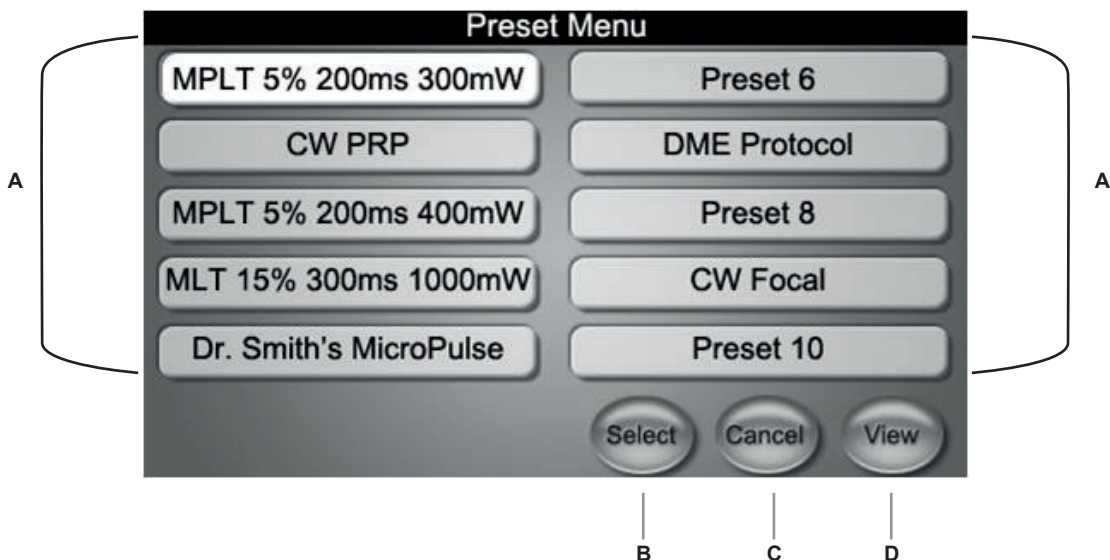 Preset Menu
MPLT 5% 200ms 300mW
Preset 6
CW PRP
DME Protocol
A
A
MPLT 5% 200ms 400mW
Preset 8
MLT 15% 300ms 1000mW
CW Focal
Dr. Smith's MicroPulse
Preset 10
Select
Cancel
View
B
C
D